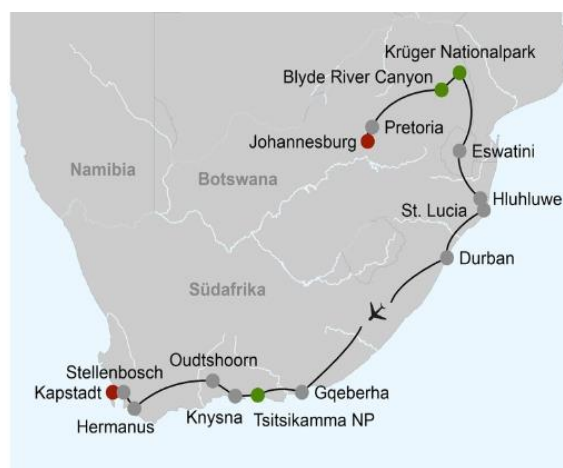 Krüger Nationalpark
Blyde River Canyon
Pretoria
Johannesburg
Eswatini
Namibia
Botswana
Hluhluwe
St. Lucia
Durban
Südafrika
Oudtshoorn
Stellenbosch
Kapstadt
Gqeberha
Knysna
Tsitsikamma NP
Hermanus